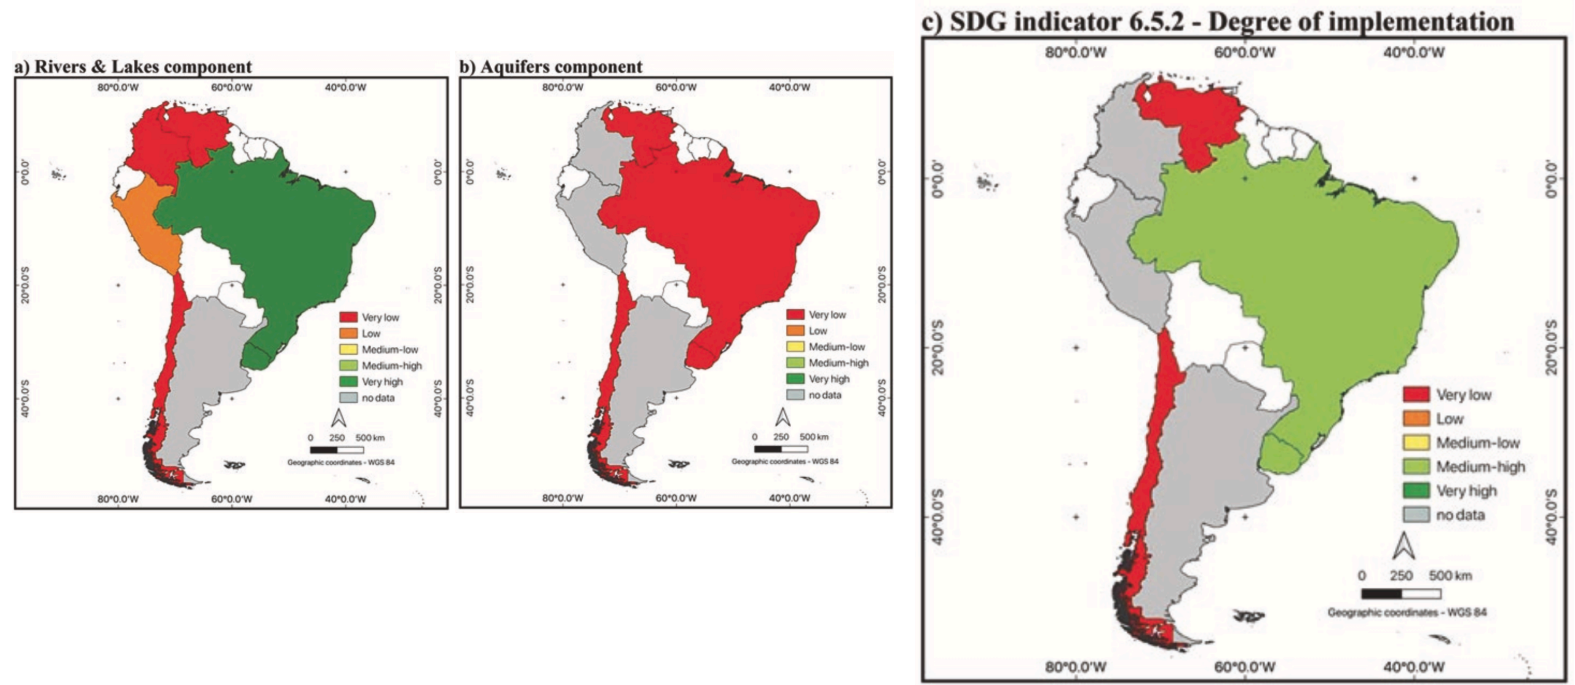 a) Rivers & Lakes component
80°0.0'W 60°0.0'W 40°0.0'W
0°0.0' 0°0.0'
20°0.0'S 20°0.0'S
40°0.0'S 40°0.0'S
Very low
Low
Medium-low
Medium-high
Very high
no data
0 250 500 km
Geographic coordinates - WGS 84
80°0.0'W 60°0.0'W 40°0.0'W
b) Aquifers component
80°0.0'W 60°0.0'W 40°0.0'W
0°0.0' 0°0.0'
20°0.0'S 20°0.0'S
40°0.0'S 40°0.0'S
Very low
Low
Medium-low
Medium-high
Very high
no data
0 250 500 km
Geographic coordinates - WGS 84
80°0.0'W 60°0.0'W 40°0.0'W
c) SDG indicator 6.5.2 - Degree of implementation
80°0.0'W 60°0.0'W 40°0.0'W
0°0.0' 0°0.0'
20°0.0'S 20°0.0'S
40°0.0'S 40°0.0'S
Very low
Low
Medium-low
Medium-high
Very high
no data
0 250 500 km
Geographic coordinates - WGS 84
80°0.0'W 60°0.0'W 40°0.0'W